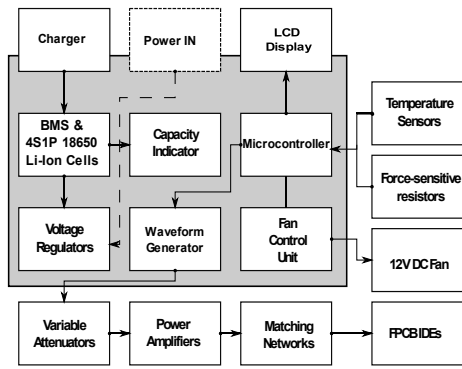 Charger
Power IN
LCD
Display
BMS &
4S1P 18650
Li-Ion Cells
Capacity
Indicator
Microcontroller
Temperature
Sensors
Force-sensitive
resistors
Voltage
Regulators
Waveform
Generator
Fan
Control
Unit
12V DC Fan
Variable
Attenuators
Power
Amplifiers
Matching
Networks
FPCB IDEs